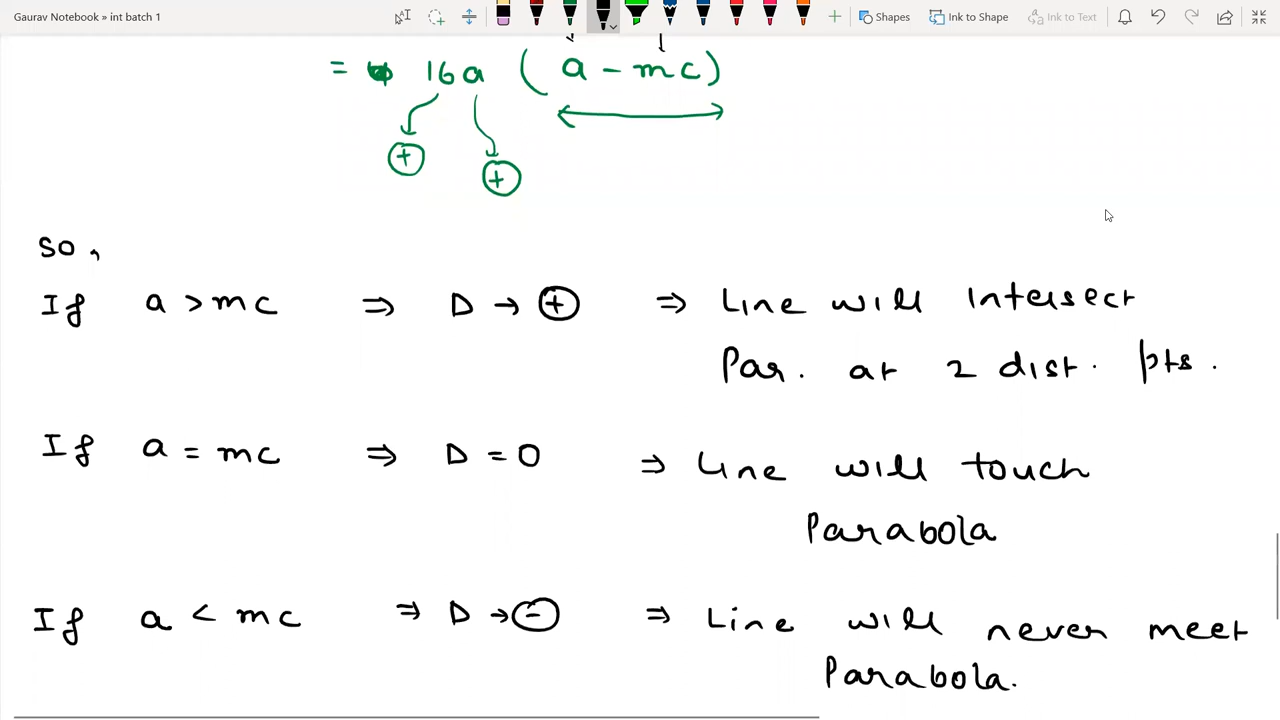 Gaurav Notebook » int batch 1
Shapes
Ink to Shape
Ink to Text
= 16a (a - mc)
+
+
So,
If a > mc ⇒ D → + ⇒ Line will Intersect
Par. at 2 dist. pts.
If a = mc ⇒ D = 0 ⇒ Line will touch
Parabola
If a < mc ⇒ D → - ⇒ Line will never meet
Parabola.